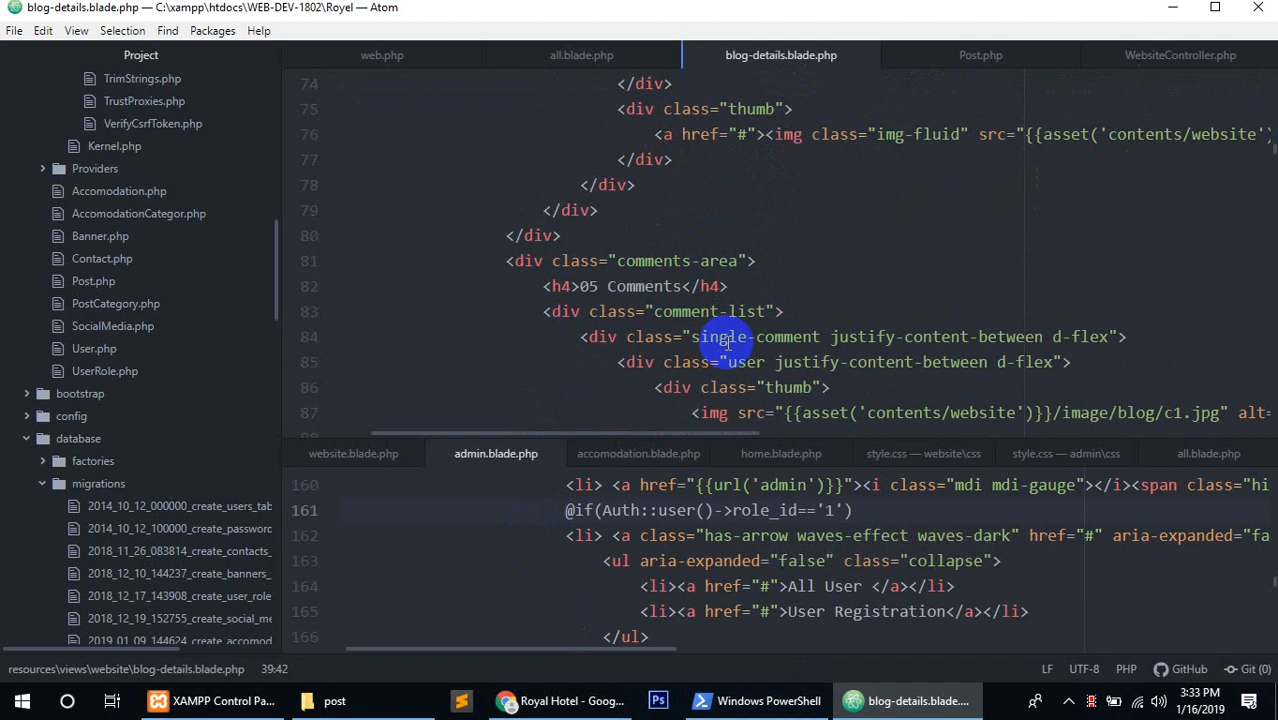 blog-details.blade.php — C:\xampp\htdocs\WEB-DEV-1802\Royel — Atom
File Edit View Selection Find Packages Help
Project
TrimStrings.php
TrustProxies.php
VerifyCsrfToken.php
Kernel.php
Providers
Accomodation.php
AccomodationCategor.php
Banner.php
Contact.php
Post.php
PostCategory.php
SocialMedia.php
User.php
UserRole.php
bootstrap
config
database
factories
migrations
2014_10_12_000000_create_users_tab
2014_10_12_100000_create_password
2018_11_26_083814_create_contacts_
2018_12_10_144237_create_banners_
2018_12_17_143908_create_user_role
2018_12_19_152755_create_social_me
2019_01_09_144624_create_accomod
web.php all.blade.php blog-details.blade.php Post.php WebsiteController.php
74 </div>
75 <div class="thumb">
76 <a href="#"><img class="img-fluid" src="{{asset('contents/website')
77 </div>
78 </div>
79 </div>
80 </div>
81 <div class="comments-area">
82 <h4>05 Comments</h4>
83 <div class="comment-list">
84 <div class="single-comment justify-content-between d-flex">
85 <div class="user justify-content-between d-flex">
86 <div class="thumb">
87 <img src="{{asset('contents/website')}}/image/blog/c1.jpg" alt=
website.blade.php admin.blade.php accomodation.blade.php home.blade.php style.css — website\css style.css — admin\css all.blade.php
160 <li> <a href="{{url('admin')}}"><i class="mdi mdi-gauge"></i><span class="hi
161 @if(Auth::user()->role_id=='1')
162 <li> <a class="has-arrow waves-effect waves-dark" href="#" aria-expanded="fa
163 <ul aria-expanded="false" class="collapse">
164 <li><a href="#">All User </a></li>
165 <li><a href="#">User Registration</a></li>
166 </ul>
resources\views\website\blog-details.blade.php 39:42 LF UTF-8 PHP GitHub Git (0)
XAMPP Control Pa... post Royal Hotel - Goog... Ps Windows PowerShell blog-details.blade.... 3:33 PM
1/16/2019